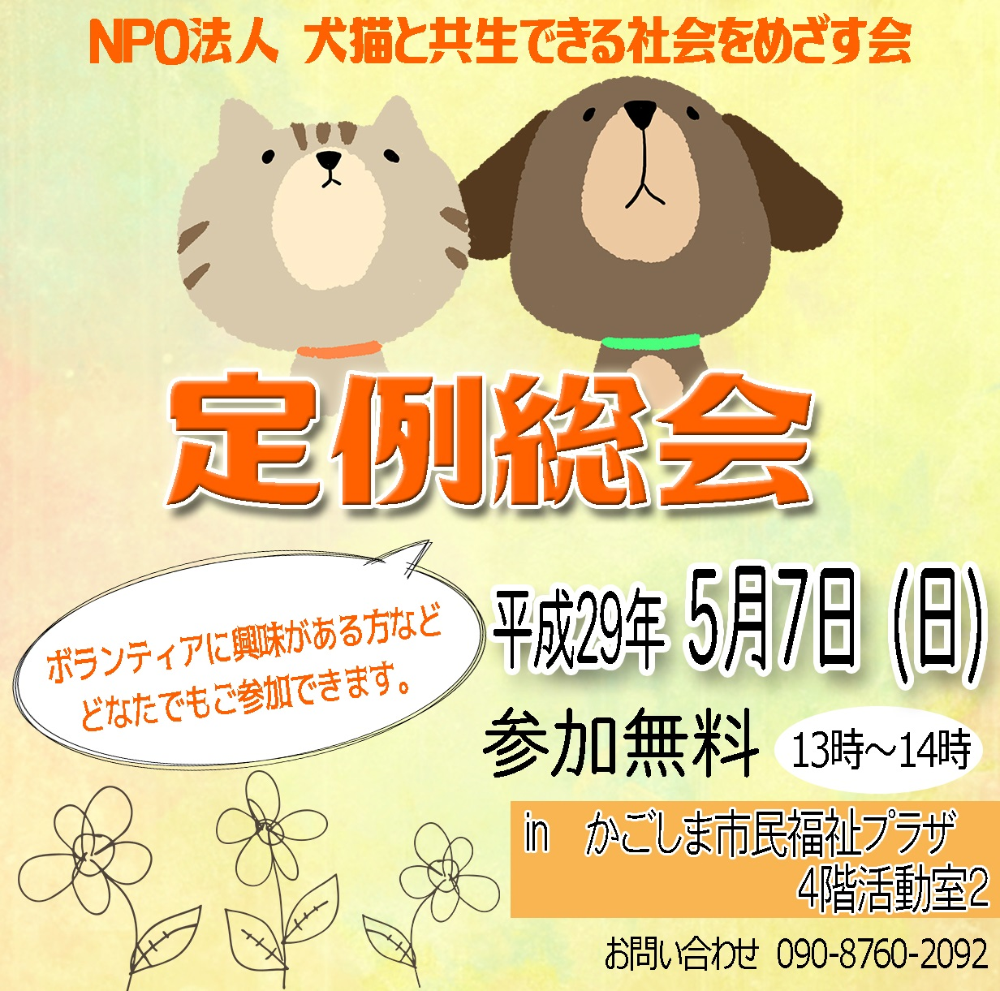 NPO法人 犬猫と共生できる社会をめざす会
定例総会
ボランティアに興味がある方など
どなたでもご参加できます。
平成29年 5月7日（日）
参加無料 13時～14時
in かごしま市民福祉プラザ
4階活動室2
お問い合わせ 090-8760-2092